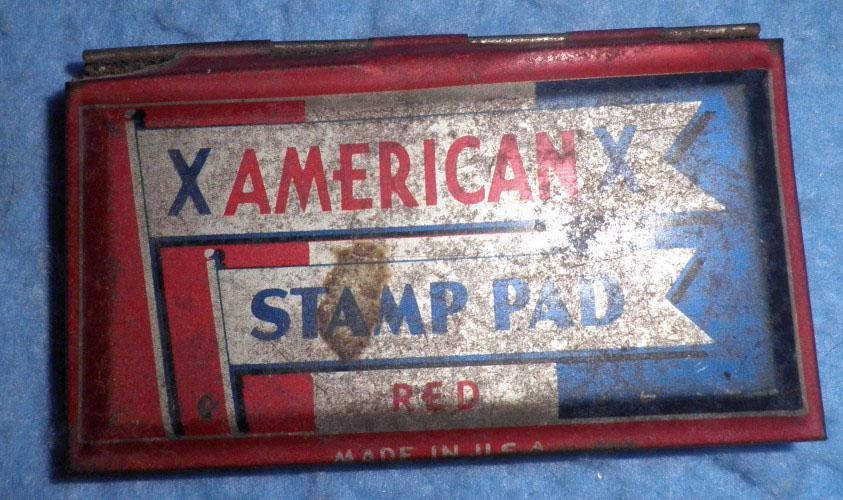 X AMERICAN X
STAMP PAD
RED
MADE IN U.S.A